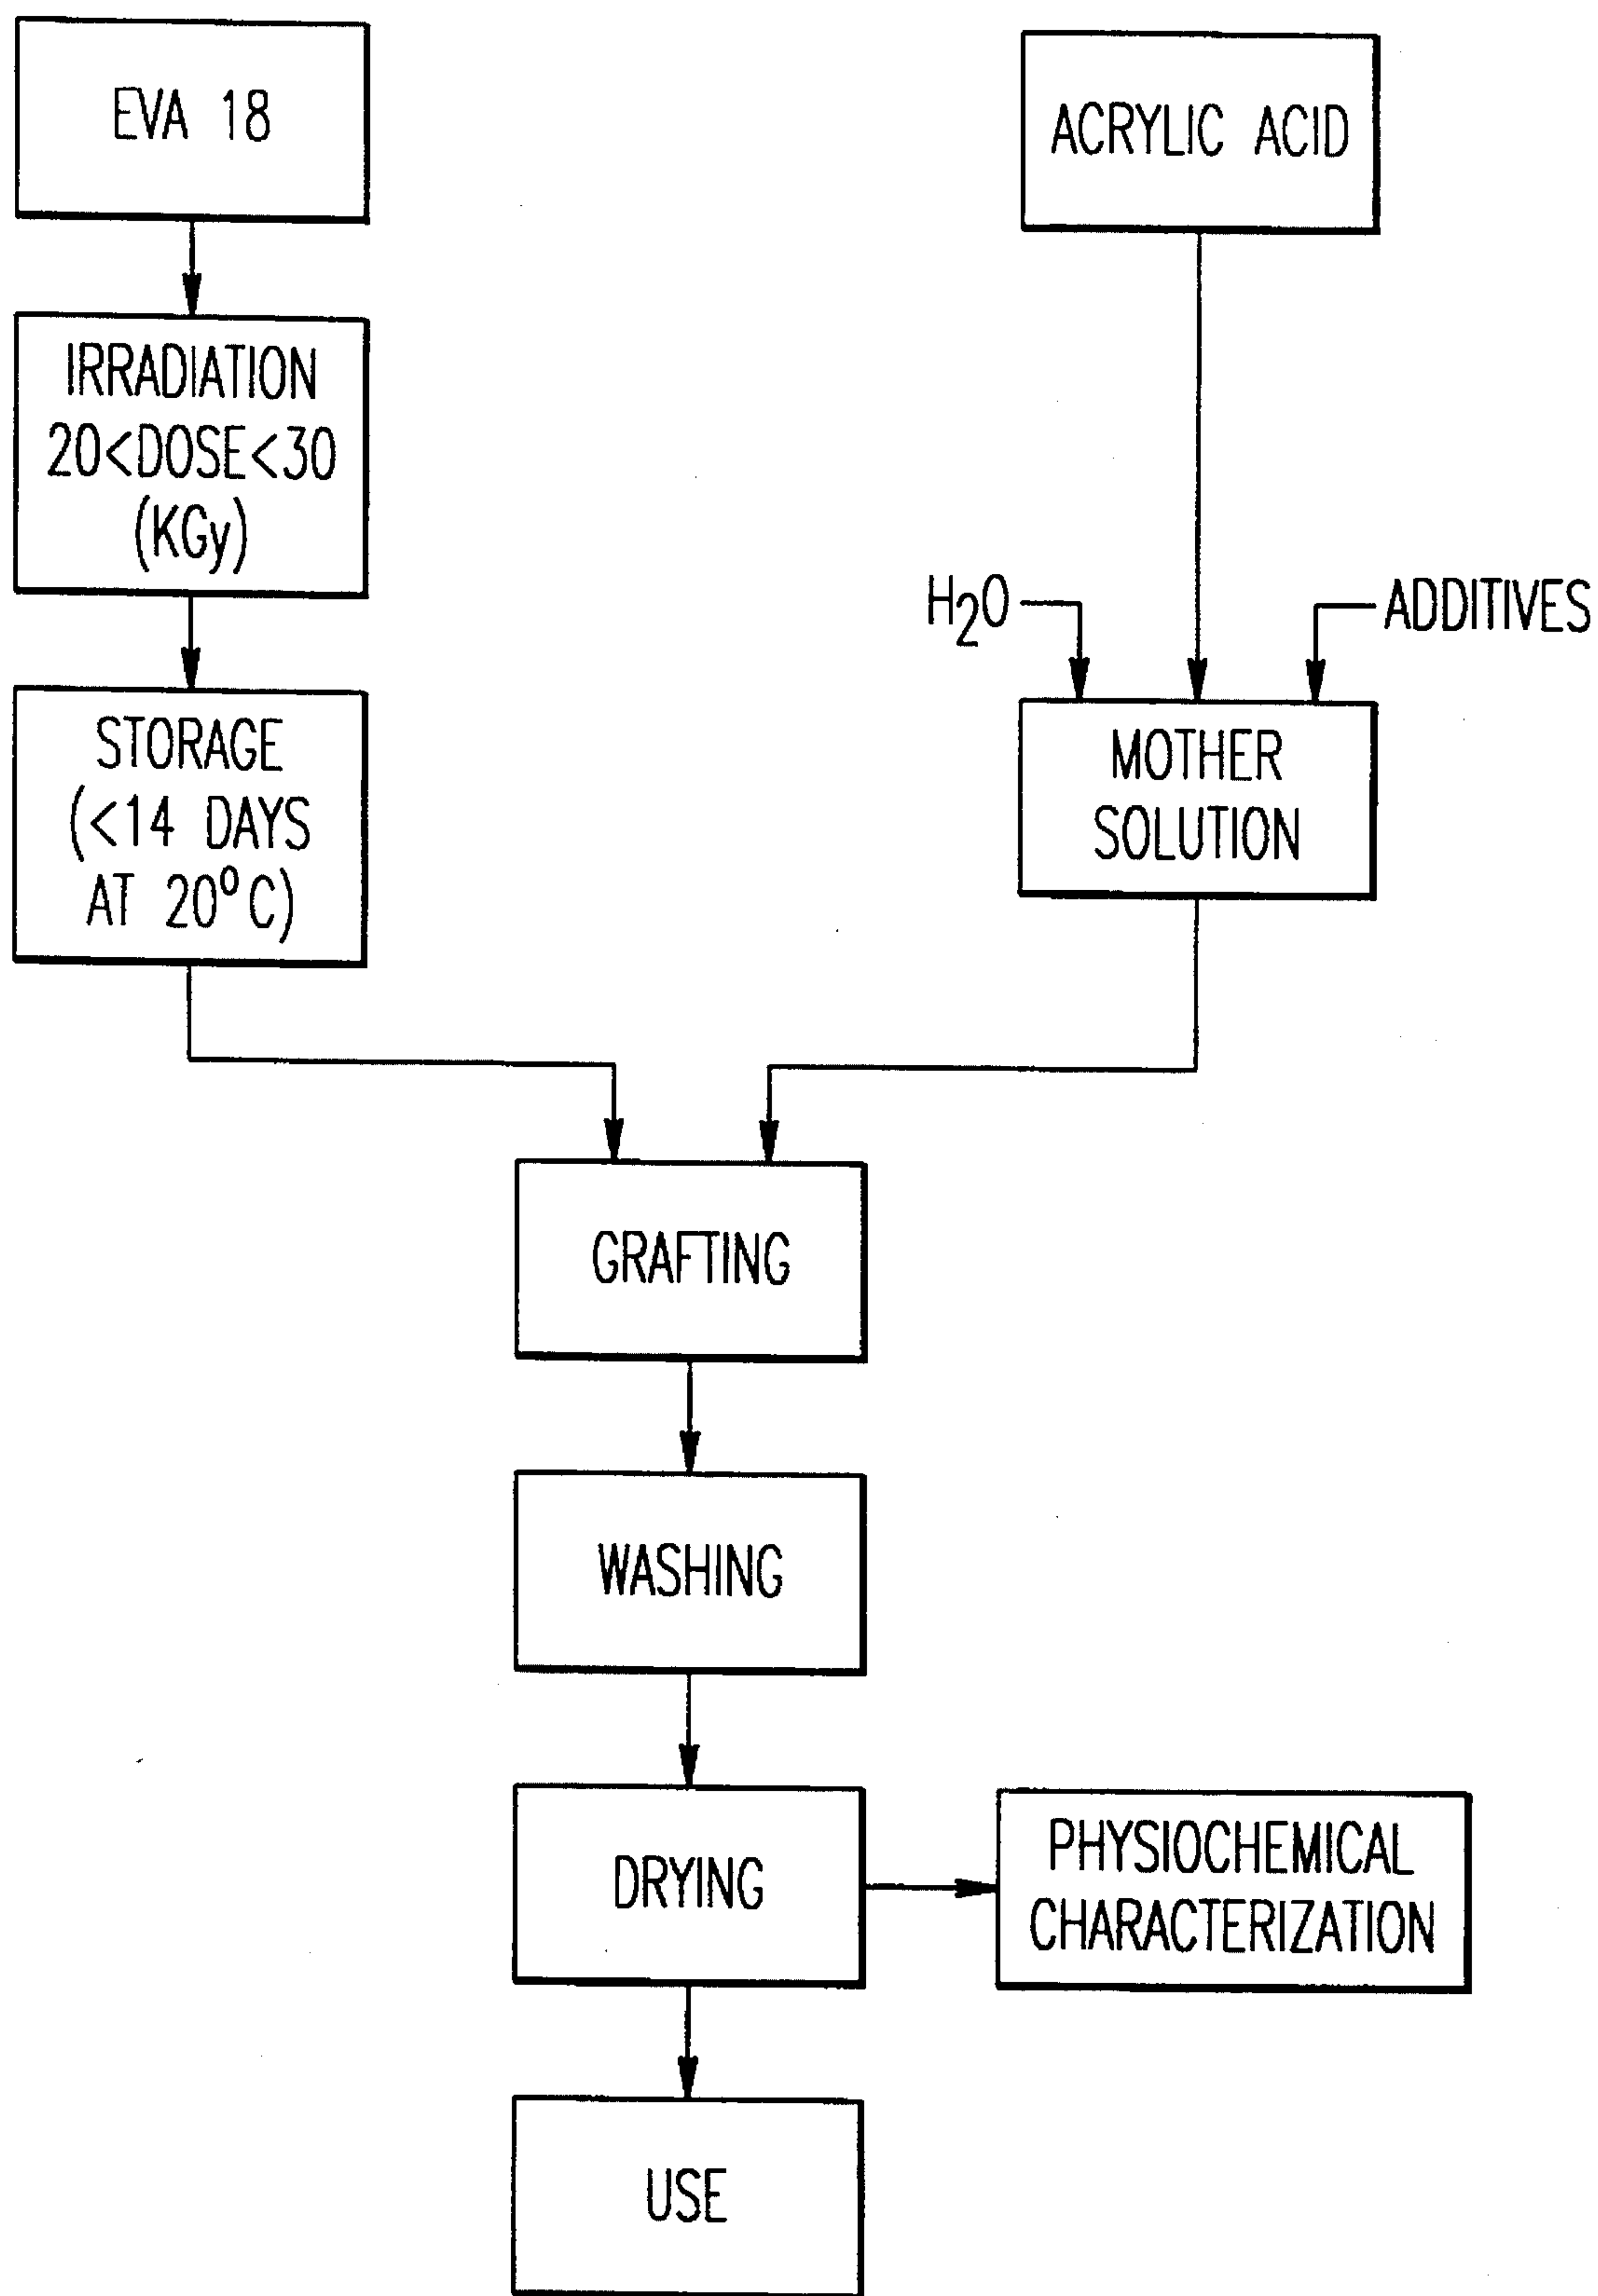 EVA 18
ACRYLIC ACID
IRRADIATION
20<DOSE<30
(KGy)
H₂O
ADDITIVES
STORAGE
(<14 DAYS
AT 20°C)
MOTHER
SOLUTION
GRAFTING
WASHING
DRYING
PHYSIOCHEMICAL
CHARACTERIZATION
USE